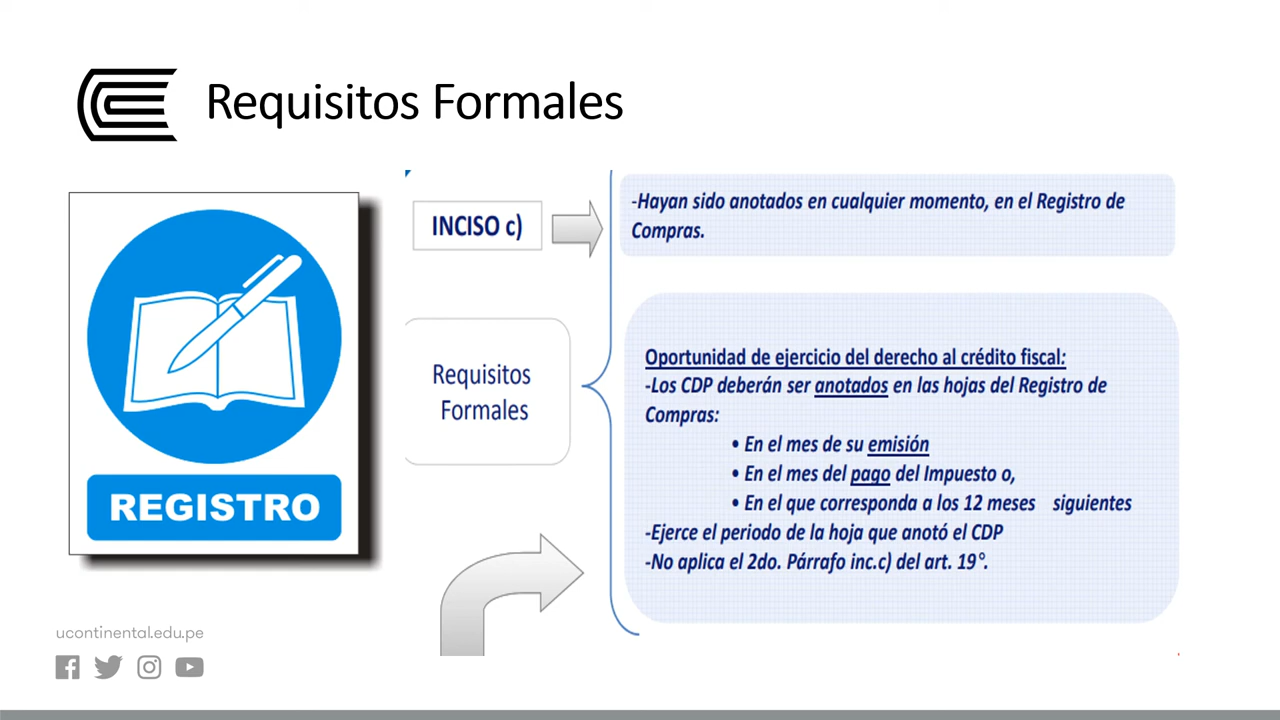 Requisitos Formales
REGISTRO
INCISO c)
-Hayan sido anotados en cualquier momento, en el Registro de
Compras.
Requisitos
Formales
Oportunidad de ejercicio del derecho al crédito fiscal:
-Los CDP deberán ser anotados en las hojas del Registro de
Compras:
• En el mes de su emisión
• En el mes del pago del Impuesto o,
• En el que corresponda a los 12 meses siguientes
-Ejerce el periodo de la hoja que anotó el CDP
-No aplica el 2do. Párrafo inc.c) del art. 19°.
ucontinental.edu.pe